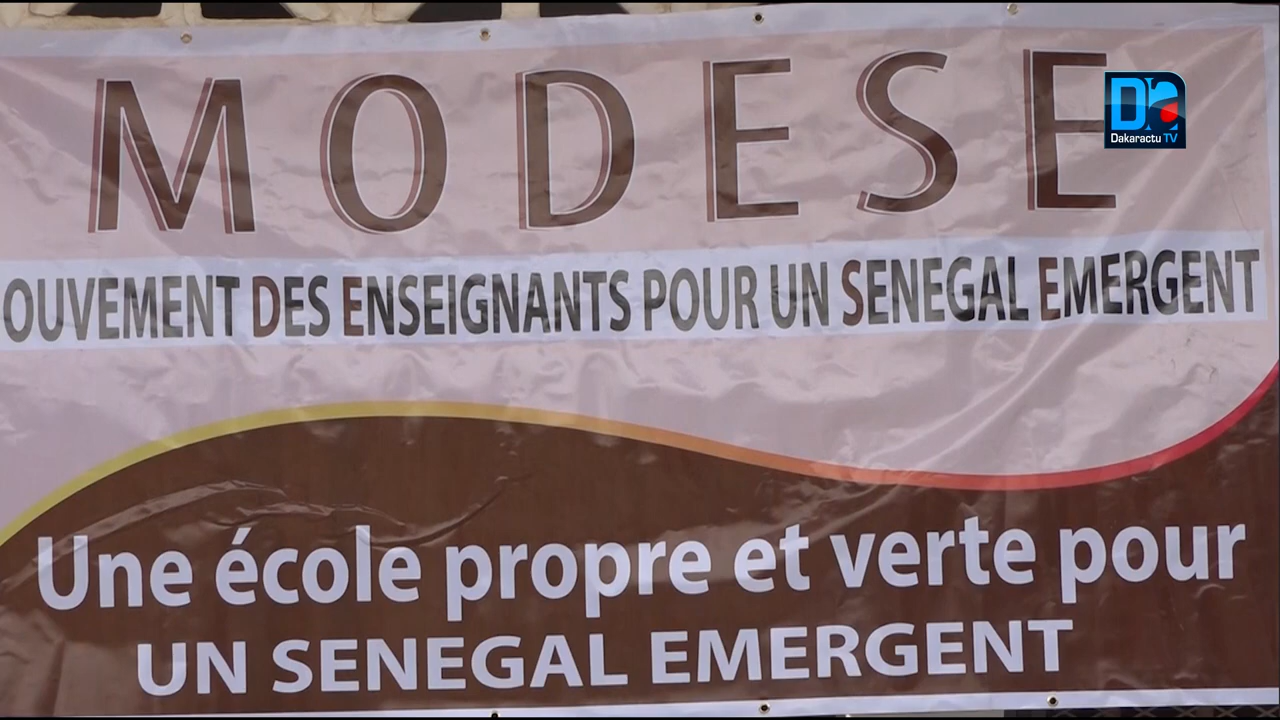 MODESE
Dakaractu TV
OUVEMENT DES ENSEIGNANTS POUR UN SENEGAL EMERGENT
Une école propre et verte pour
UN SENEGAL EMERGENT